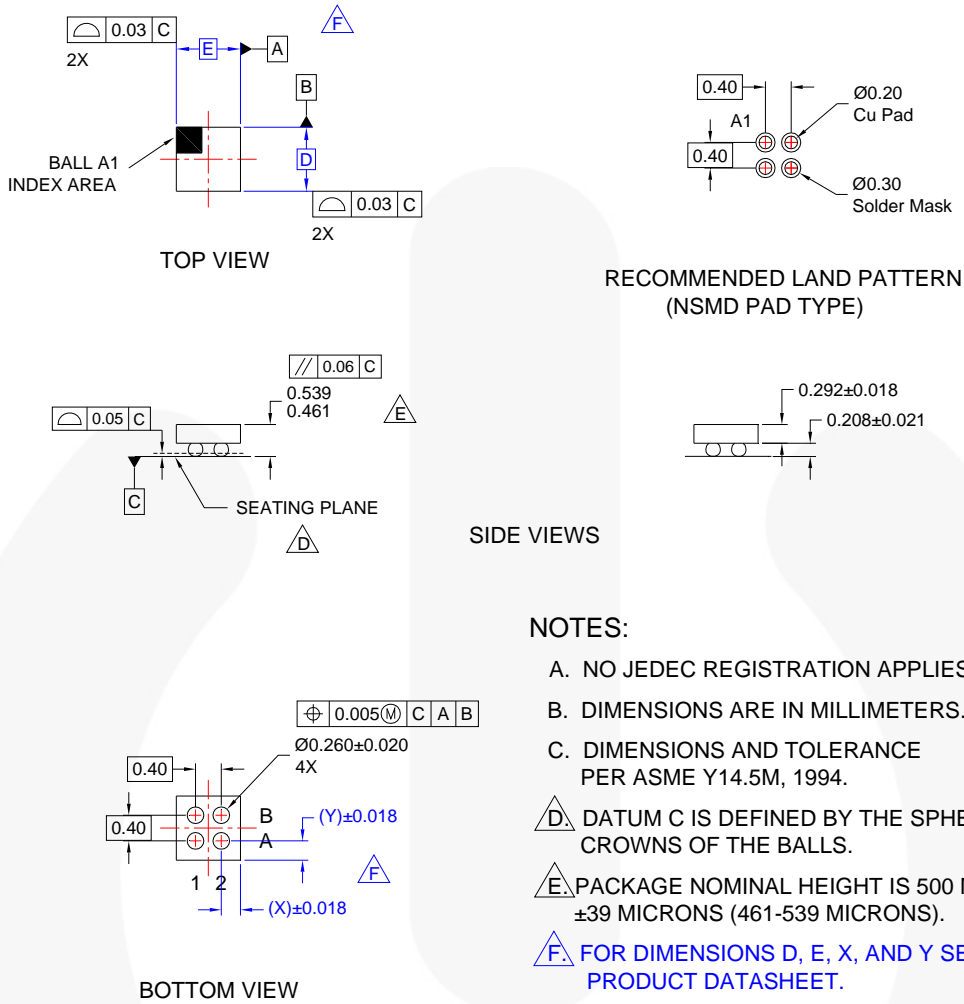 0.03 C
2X
F
E
A
B
BALL A1
INDEX AREA
D
0.03 C
2X
TOP VIEW
0.40
Ø0.20
Cu Pad
A1
0.40
Ø0.30
Solder Mask
RECOMMENDED LAND PATTERN
(NSMD PAD TYPE)
// 0.06 C
0.539
0.461
E
0.05 C
C
SEATING PLANE
D
0.292±0.018
0.208±0.021
SIDE VIEWS
0.005Ⓜ C A B
Ø0.260±0.020
4X
0.40
0.40
B
A
(Y)±0.018
F
1 2
(X)±0.018
BOTTOM VIEW
NOTES:
A. NO JEDEC REGISTRATION APPLIES
B. DIMENSIONS ARE IN MILLIMETERS.
C. DIMENSIONS AND TOLERANCE
PER ASME Y14.5M, 1994.
D. DATUM C IS DEFINED BY THE SPHE
CROWNS OF THE BALLS.
E. PACKAGE NOMINAL HEIGHT IS 500
±39 MICRONS (461-539 MICRONS).
F. FOR DIMENSIONS D, E, X, AND Y SE
PRODUCT DATASHEET.